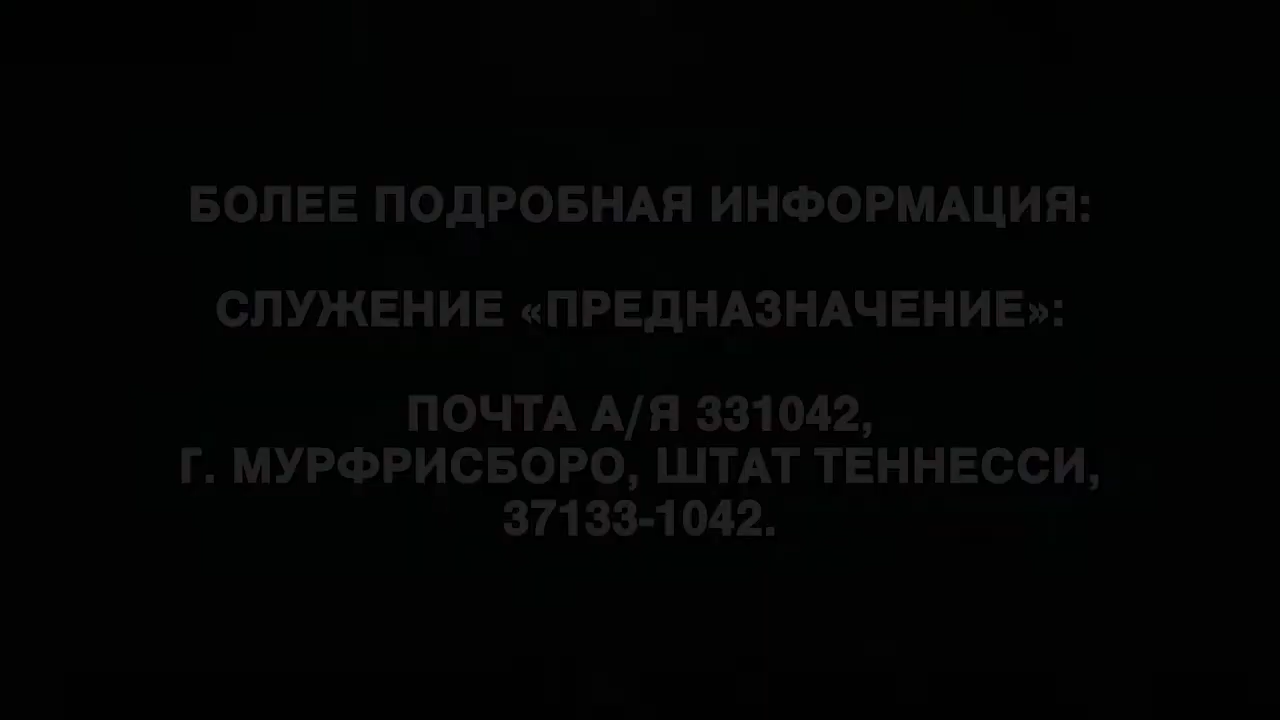 БОЛЕЕ ПОДРОБНАЯ ИНФОРМАЦИЯ:
СЛУЖЕНИЕ «ПРЕДНАЗНАЧЕНИЕ»:
ПОЧТА А/Я 331042,
Г. МУРФРИСБОРО, ШТАТ ТЕННЕССИ,
37133-1042.